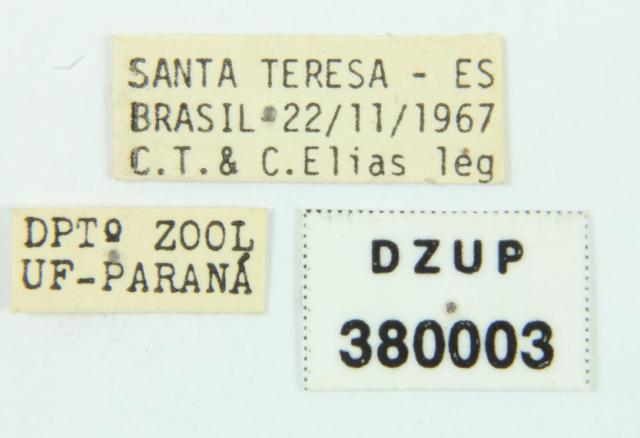 SANTA TERESA - ES
BRASIL 22/11/1967
C.T.& C.Elias leg
DPTº ZOOL
UF-PARANÁ
DZUP
380003